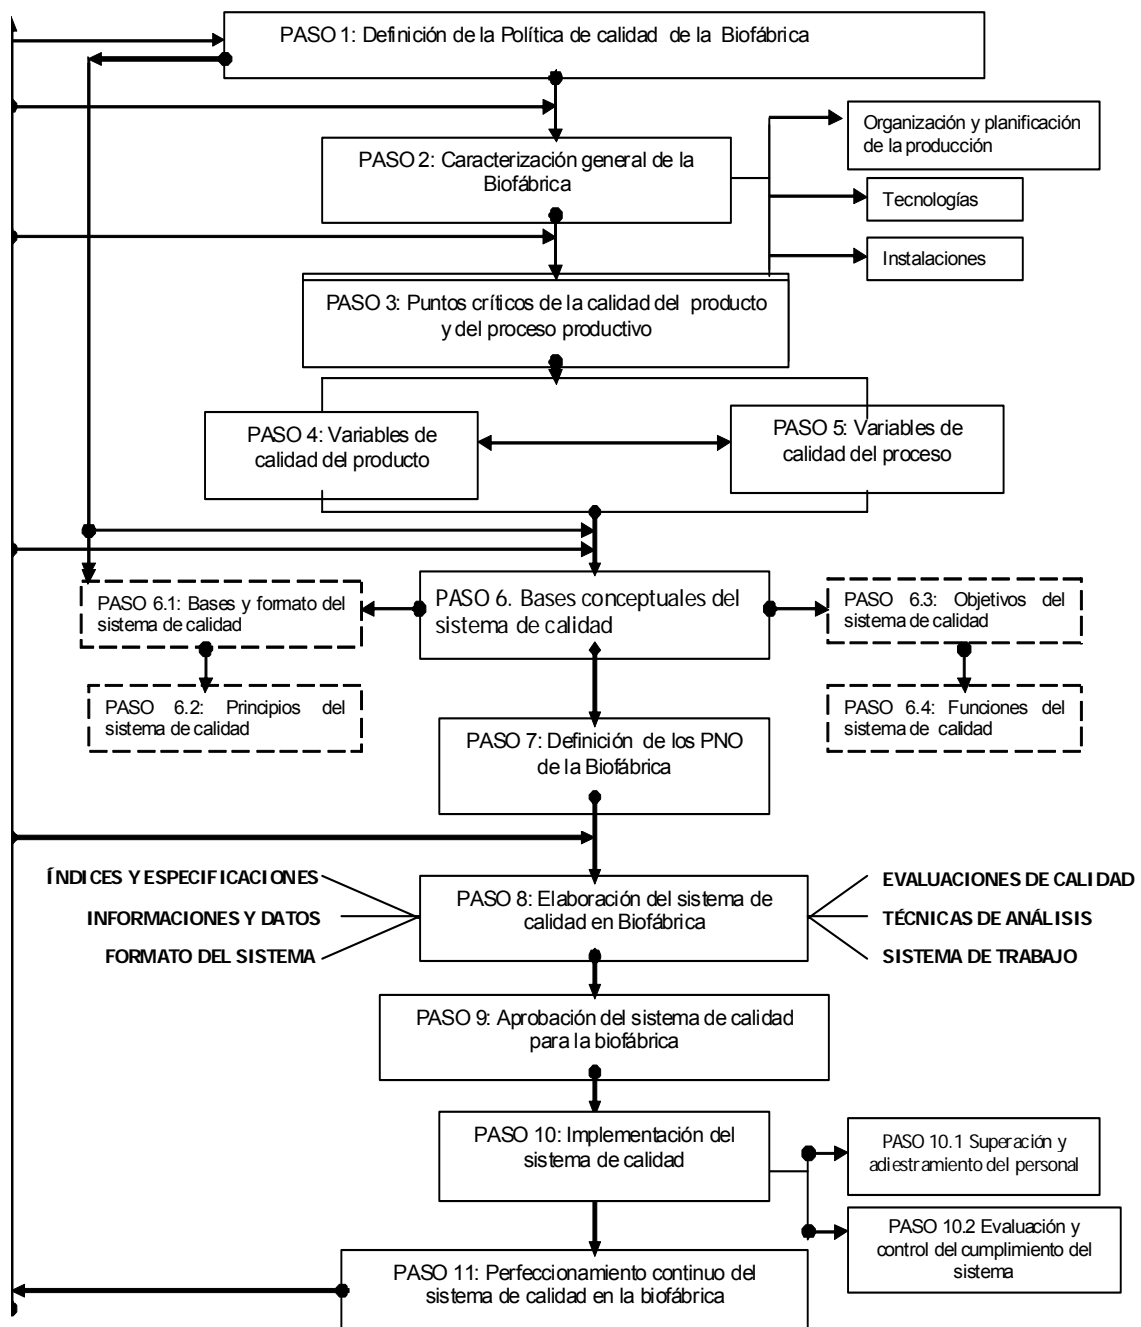 PASO 1: Definición de la Política de calidad de la Biofábrica
PASO 2: Caracterización general de la
Biofábrica
Organización y planificación
de la producción
Tecnologías
Instalaciones
PASO 3: Puntos críticos de la calidad del producto
y del proceso productivo
PASO 4: Variables de
calidad del producto
PASO 5: Variables de
calidad del proceso
PASO 6.1: Bases y formato del
sistema de calidad
PASO 6. Bases conceptuales del
sistema de calidad
PASO 6.3: Objetivos del
sistema de calidad
PASO 6.2: Principios del
sistema de calidad
PASO 6.4: Funciones del
sistema de calidad
PASO 7: Definición de los PNO
de la Biofábrica
ÍNDICES Y ESPECIFICACIONES
INFORMACIONES Y DATOS
FORMATO DEL SISTEMA
PASO 8: Elaboración del sistema de
calidad en Biofábrica
EVALUACIONES DE CALIDAD
TÉCNICAS DE ANÁLISIS
SISTEMA DE TRABAJO
PASO 9: Aprobación del sistema de calidad
para la biofábrica
PASO 10: Implementación del
sistema de calidad
PASO 10.1 Superación y
adiestramiento del personal
PASO 10.2 Evaluación y
control del cumplimiento del
sistema
PASO 11: Perfeccionamiento continuo del
sistema de calidad en la biofábrica